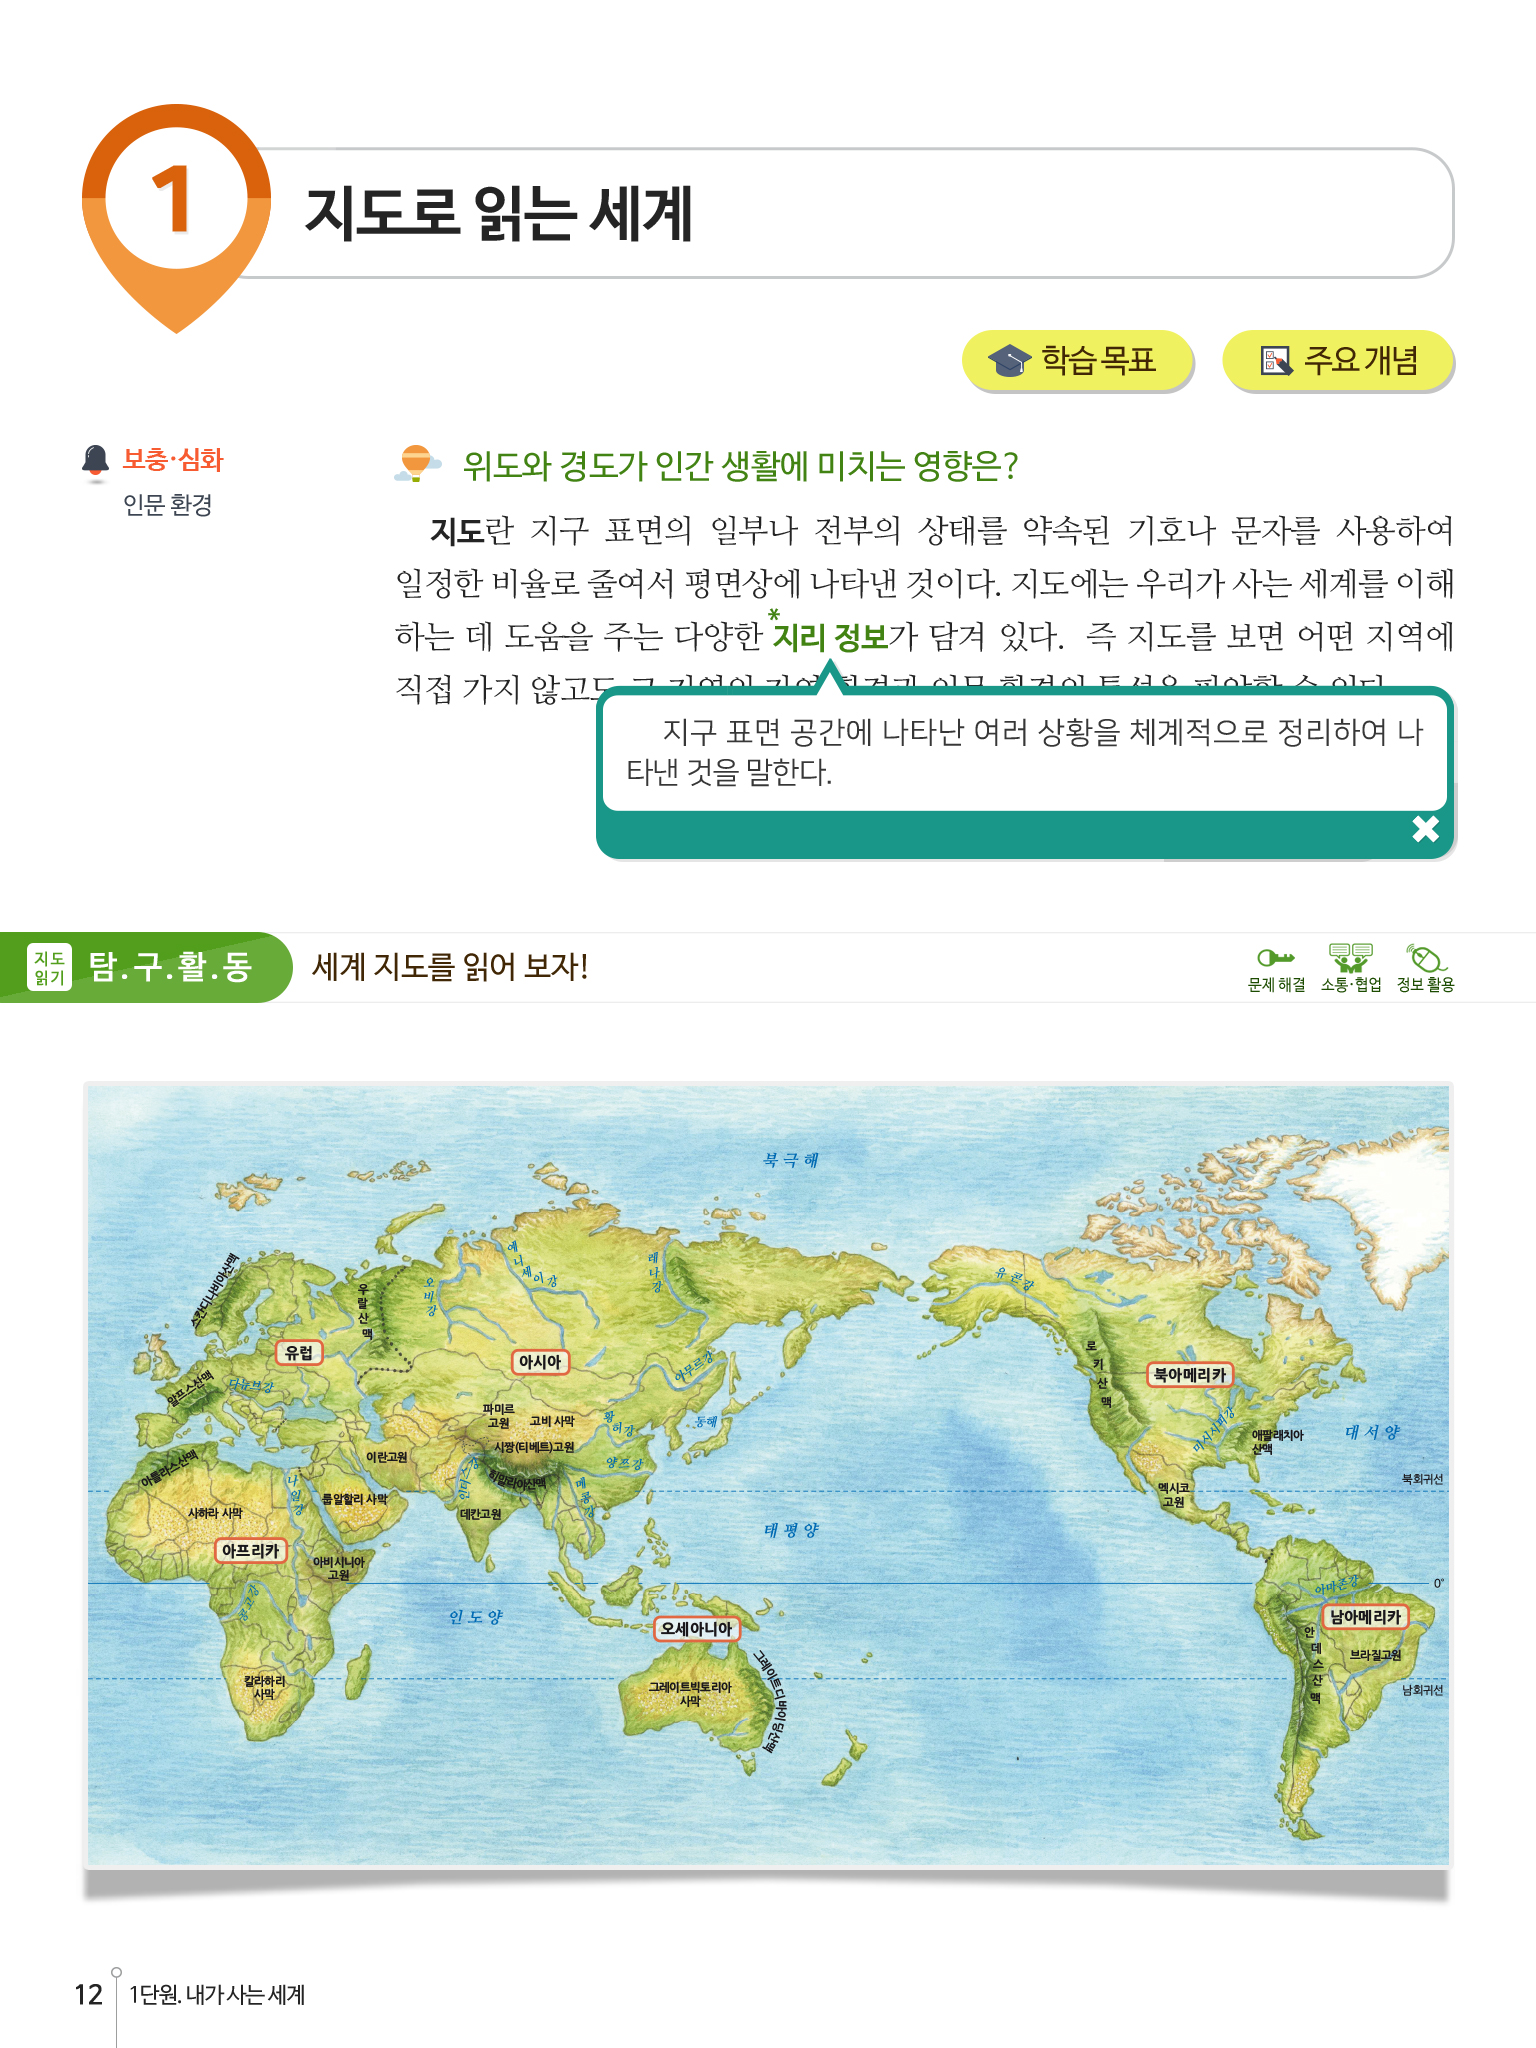 1
지도로 읽는 세계
학습 목표
주요 개념
보충·심화
인문 환경
위도와 경도가 인간 생활에 미치는 영향은?
지도란 지구 표면의 일부나 전부의 상태를 약속된 기호나 문자를 사용하여
일정한 비율로 줄여서 평면상에 나타낸 것이다. 지도에는 우리가 사는 세계를 이해
하는 데 도움을 주는 다양한 *지리 정보가 담겨 있다. 즉 지도를 보면 어떤 지역에
직접 가지 않고도
지구 표면 공간에 나타난 여러 상황을 체계적으로 정리하여 나
타낸 것을 말한다.
지도
읽기
탐.구.활.동
세계 지도를 읽어 보자!
문제 해결
소통·협업
정보 활용
북극해
스칸디나비아산맥
우랄산맥
오비강
예니세이강
레나강
유콘강
유럽
아시아
아무르강
로키산맥
북아메리카
알프스산맥
다뉴브강
파미르
고원
고비 사막
황허강
동해
미시시피강
애팔래치아
산맥
대서양
아틀라스산맥
이란고원
시짱(티베트)고원
양쯔강
북회귀선
나일강
룹알할리 사막
인더스강
히말라야산맥
메콩강
멕시코
고원
사하라 사막
데칸고원
태평양
아프리카
아비시니아
고원
0°
콩고강
아마존강
인도양
오세아니아
남아메리카
안데스산맥
브라질고원
칼라하리
사막
그레이트빅토리아
사막
그레이트디바이딩산맥
남회귀선
12
1단원. 내가 사는 세계